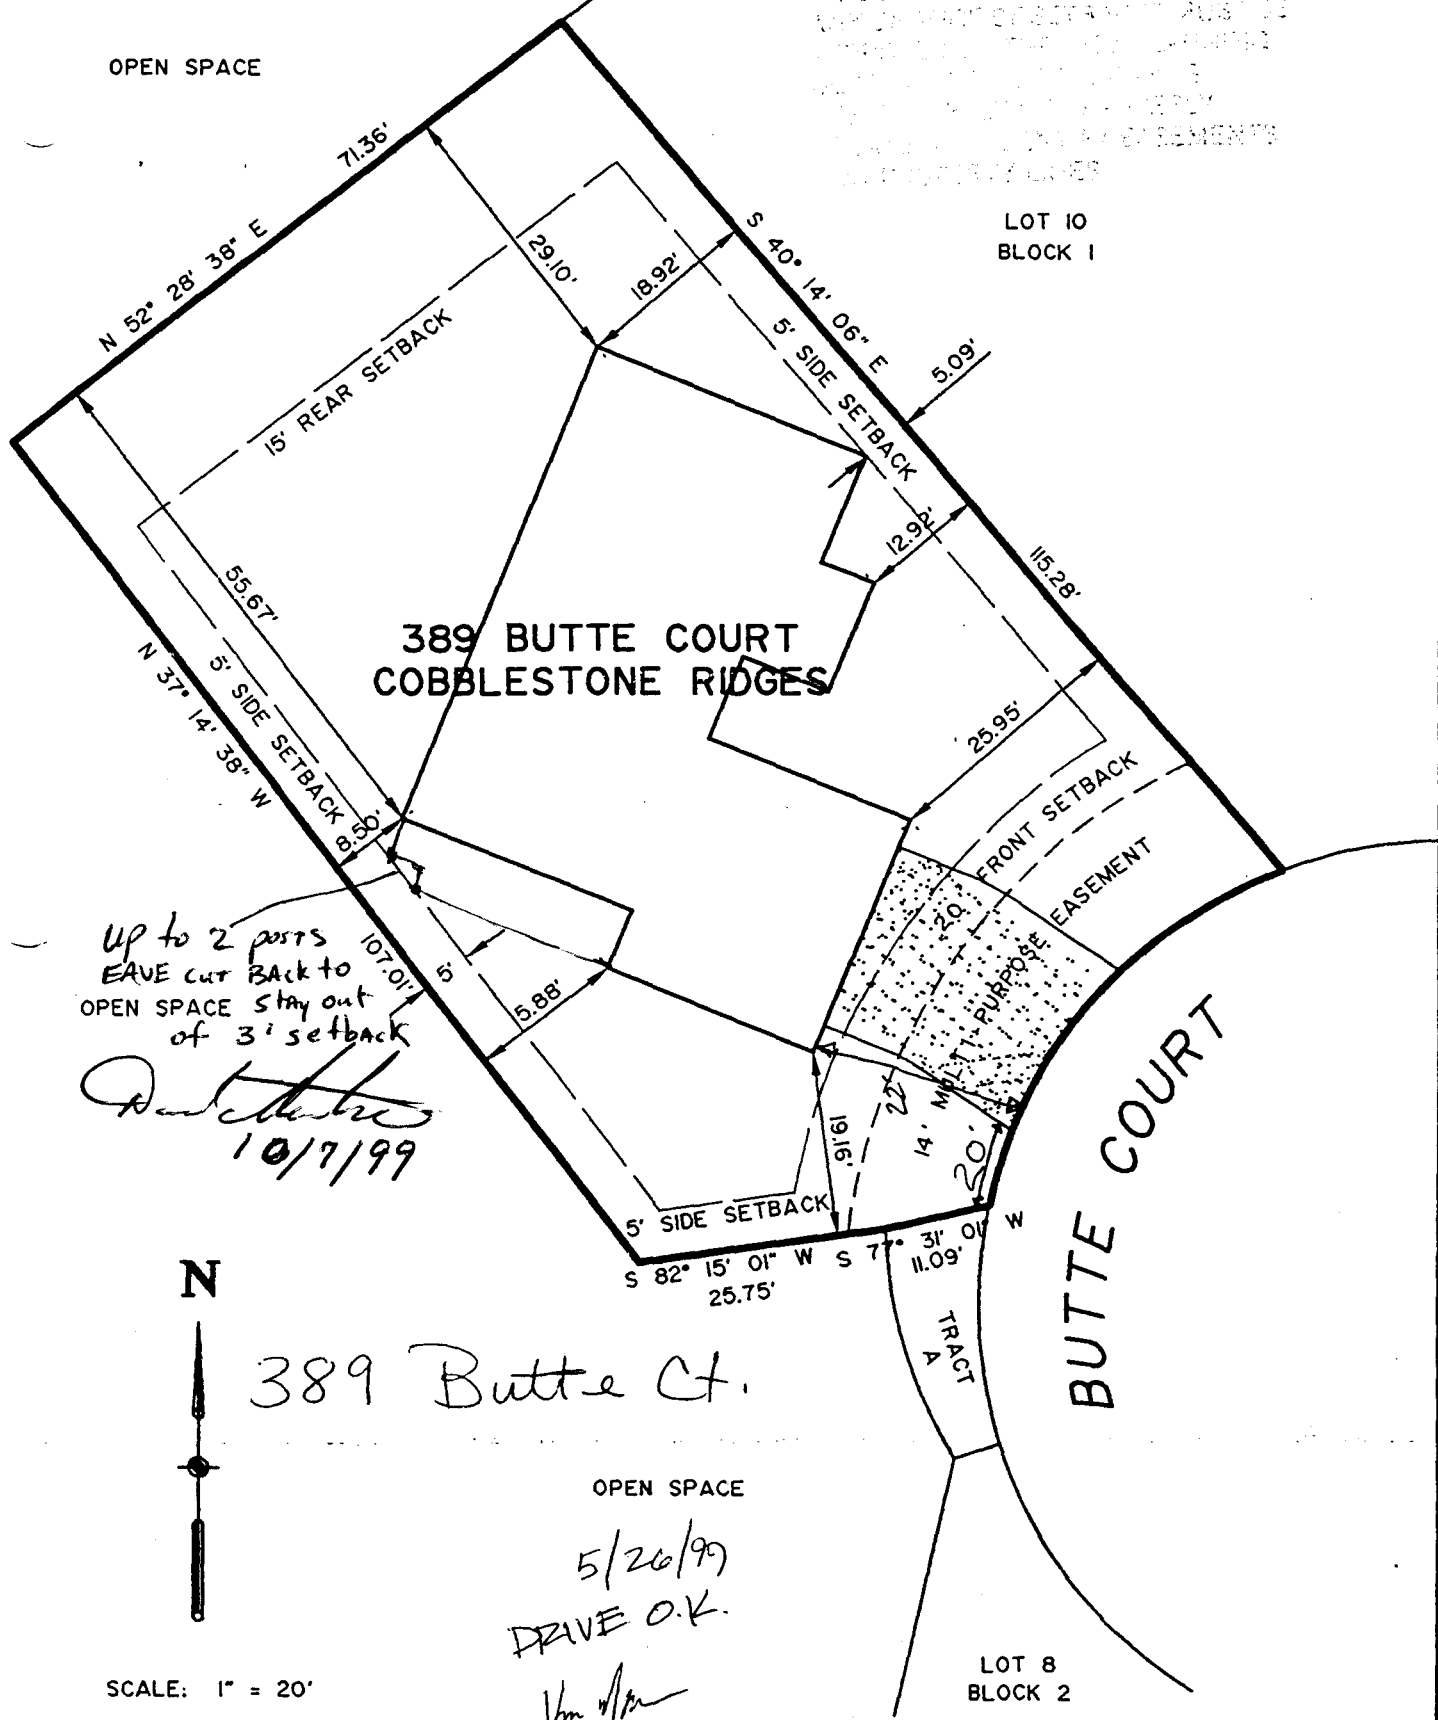 OPEN SPACE
71.36'
N 52° 28' 38" E
LOT 10
BLOCK 1
S 40° 14' 06" E
29.10'
18.92'
15' REAR SETBACK
5' SIDE SETBACK
5.09'
12.92'
115.28'
55.67'
389 BUTTE COURT
COBBLESTONE RIDGES
N 37° 14' 38" W
5' SIDE SETBACK
25.95'
8.50'
20' FRONT SETBACK
14' MULTI-PURPOSE EASEMENT
up to 2 posts
EAVE cut BAck to
OPEN SPACE stay out
of 3' setback
10/7/99
107.01'
5'
5.88'
22'
19.16'
20'
5' SIDE SETBACK
S 82° 15' 01" W
25.75'
S 77° 31' 01" W
11.09'
BUTTE COURT
TRACT
A
N
389 Butte Ct.
OPEN SPACE
5/26/99
DRIVE O.K.
SCALE: 1" = 20'
LOT 8
BLOCK 2